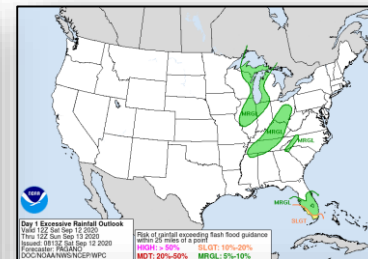 MRGL
MRGL
MRGL
MRGL
SLGT
Day 1 Excessive Rainfall Outlook
Valid 12Z Sat Sep 12 2020
Thru 12Z Sun Sep 13 2020
Issued: 0813Z Sat Sep 12 2020
Forecaster: PAGANO
DOC/NOAA/NWS/NCEP/WPC
Risk of rainfall exceeding flash flood guidance
within 25 miles of a point
HIGH: > 50% SLGT: 10%-20%
MDT: 20%-50% MRGL: 5%-10%